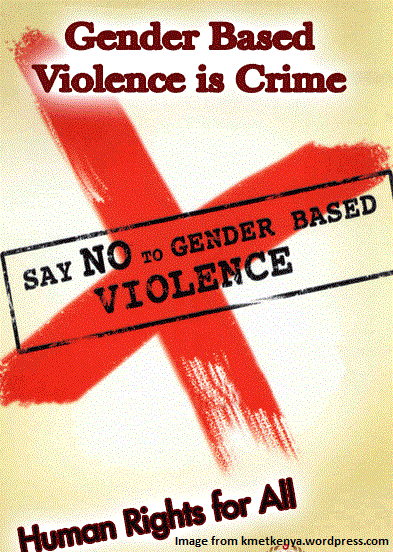 Gender Based
Violence is Crime
SAY NO TO GENDER BASED
VIOLENCE
Human Rights for All
Image from kmetkenya.wordpress.com